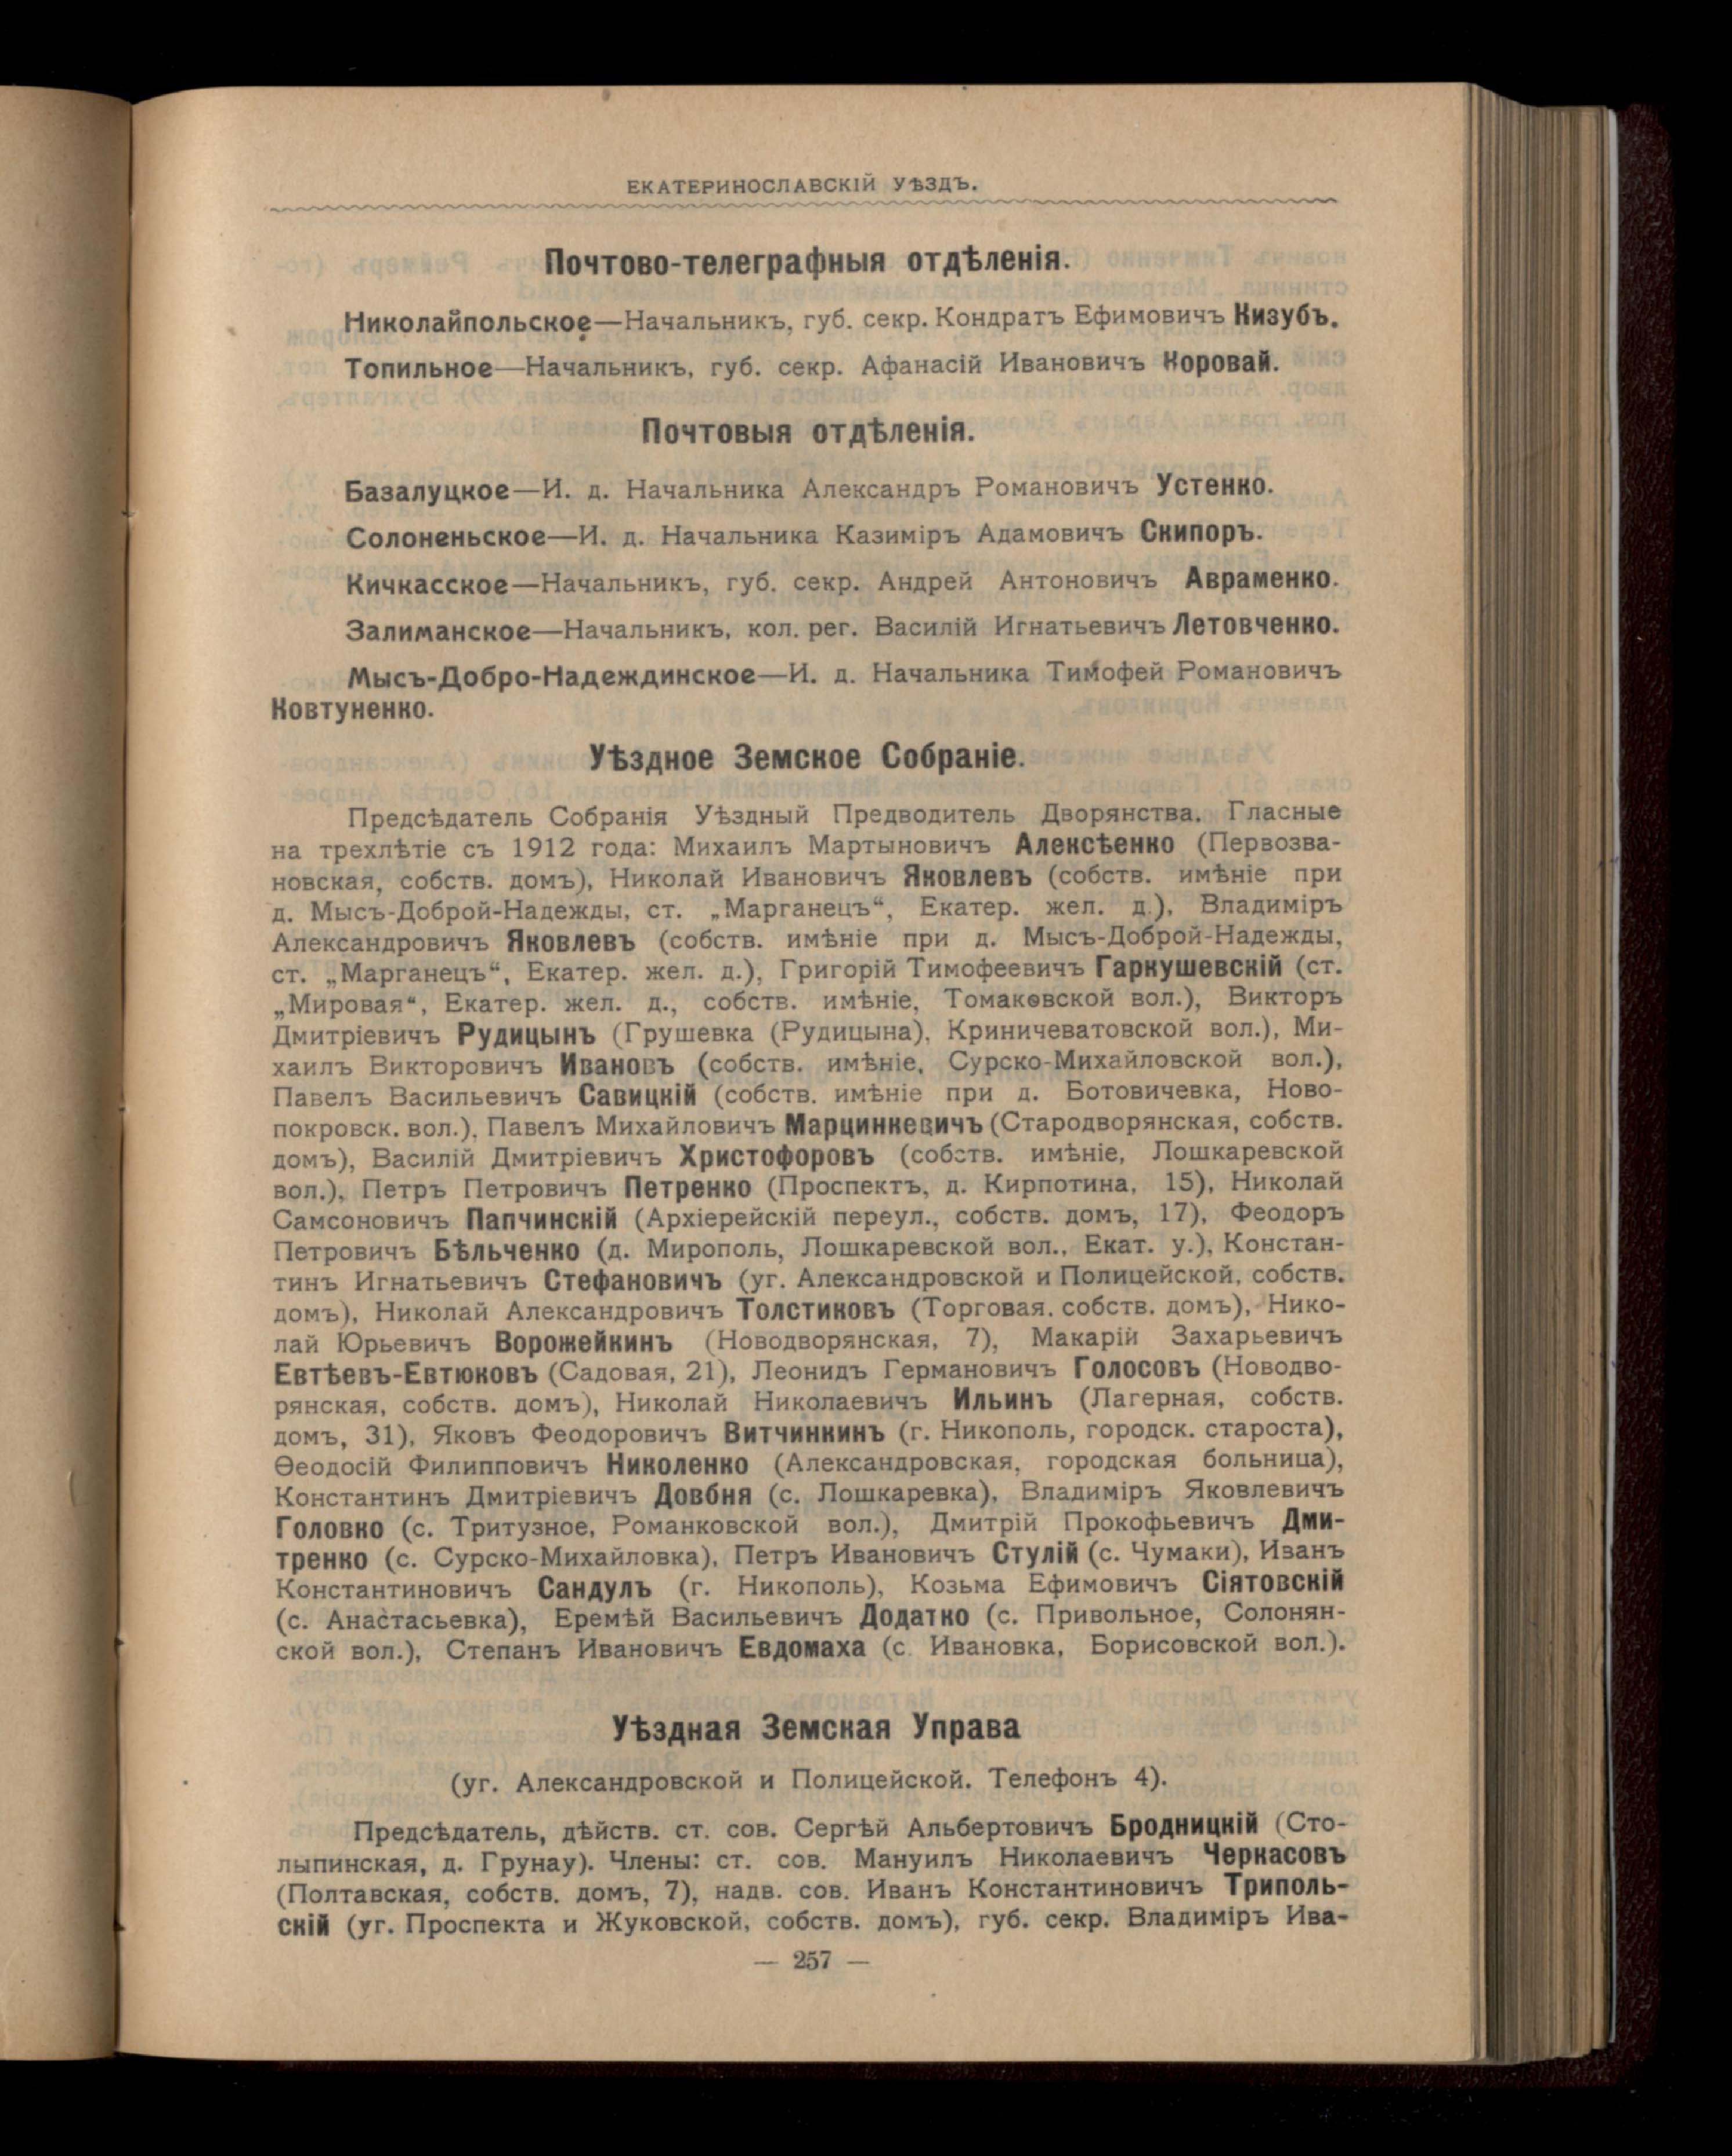 ЕКАТЕРИНОСЛАВСКІЙ УѢЗДЪ.
Почтово-телеграфныя отдѣленія.
Николайпольское—Начальникъ, губ. секр. Кондратъ Ефимовичъ Кизубъ.
Топильное—Начальникъ, губ. секр. Афанасій Ивановичъ Коровай.
Почтовыя отдѣленія.
Базалуцкое—И. д. Начальника Александръ Романовичъ Устенко.
Солоненьское—И. д. Начальника Казиміръ Адамовичъ Скипоръ.
Кичкасское—Начальникъ, губ. секр. Андрей Антоновичъ Авраменко.
Залиманское—Начальникъ, кол. рег. Василій Игнатьевичъ Летовченко.
Мысъ-Добро-Надеждинское—И. д. Начальника Тимофей Романовичъ
Ковтуненко.
Уѣздное Земское Собраніе.
Предсѣдатель Собранія Уѣздный Предводитель Дворянства. Гласные
на трехлѣтіе съ 1912 года: Михаилъ Мартыновичъ Алексѣенко (Первозва-
новская, собств. домъ), Николай Ивановичъ Яковлевъ (собств. имѣніе при
д. Мысъ-Доброй-Надежды, ст. „Марганецъ“, Екатер. жел. д.), Владиміръ
Александровичъ Яковлевъ (собств. имѣніе при д. Мысъ-Доброй-Надежды,
ст. „Марганецъ“, Екатер. жел. д.), Григорій Тимофеевичъ Гаркушевскій (ст.
„Мировая“, Екатер. жел. д., собств. имѣніе, Томаковской вол.), Викторъ
Дмитріевичъ Рудицынъ (Грушевка (Рудицына), Криничеватовской вол.), Ми-
хаилъ Викторовичъ Ивановъ (собств. имѣніе, Сурско-Михайловской вол.),
Павелъ Васильевичъ Савицкій (собств. имѣніе при д. Ботовичевка, Ново-
покровск. вол.), Павелъ Михайловичъ Марцинкевичъ (Стародворянская, собств.
домъ), Василій Дмитріевичъ Христофоровъ (собств. имѣніе, Лошкаревской
вол.), Петръ Петровичъ Петренко (Проспектъ, д. Кирпотина, 15), Николай
Самсоновичъ Папчинскій (Архіерейскій переул., собств. домъ, 17), Феодоръ
Петровичъ Бѣльченко (д. Мирополь, Лошкаревской вол., Екат. у.), Констан-
тинъ Игнатьевичъ Стефановичъ (уг. Александровской и Полицейской, собств.
домъ), Николай Александровичъ Толстиковъ (Торговая. собств. домъ), Нико-
лай Юрьевичъ Ворожейкинъ (Новодворянская, 7), Макарій Захарьевичъ
Евтѣевъ-Евтюковъ (Садовая, 21), Леонидъ Германовичъ Голосовъ (Новодво-
рянская, собств. домъ), Николай Николаевичъ Ильинъ (Лагерная, собств.
домъ, 31), Яковъ Феодоровичъ Витчинкинъ (г. Никополь, городск. староста),
Ѳеодосій Филипповичъ Николенко (Александровская, городская больница),
Константинъ Дмитріевичъ Довбня (с. Лошкаревка), Владиміръ Яковлевичъ
Головко (с. Тритузное, Романковской вол.), Дмитрій Прокофьевичъ Дми-
тренко (с. Сурско-Михайловка), Петръ Ивановичъ Стулій (с. Чумаки), Иванъ
Константиновичъ Сандулъ (г. Никополь), Козьма Ефимовичъ Сіятовскій
(с. Анастасьевка), Еремѣй Васильевичъ Додатко (с. Привольное, Солонян-
ской вол.), Степанъ Ивановичъ Евдомаха (с. Ивановка, Борисовской вол.).
Уѣздная Земская Управа
(уг. Александровской и Полицейской. Телефонъ 4).
Предсѣдатель, дѣйств. ст. сов. Сергѣй Альбертовичъ Бродницкій (Сто-
лыпинская, д. Грунау). Члены: ст. сов. Мануилъ Николаевичъ Черкасовъ
(Полтавская, собств. домъ, 7), надв. сов. Иванъ Константиновичъ Триполь-
скій (уг. Проспекта и Жуковской, собств. домъ), губ. секр. Владиміръ Ива-
— 257 —